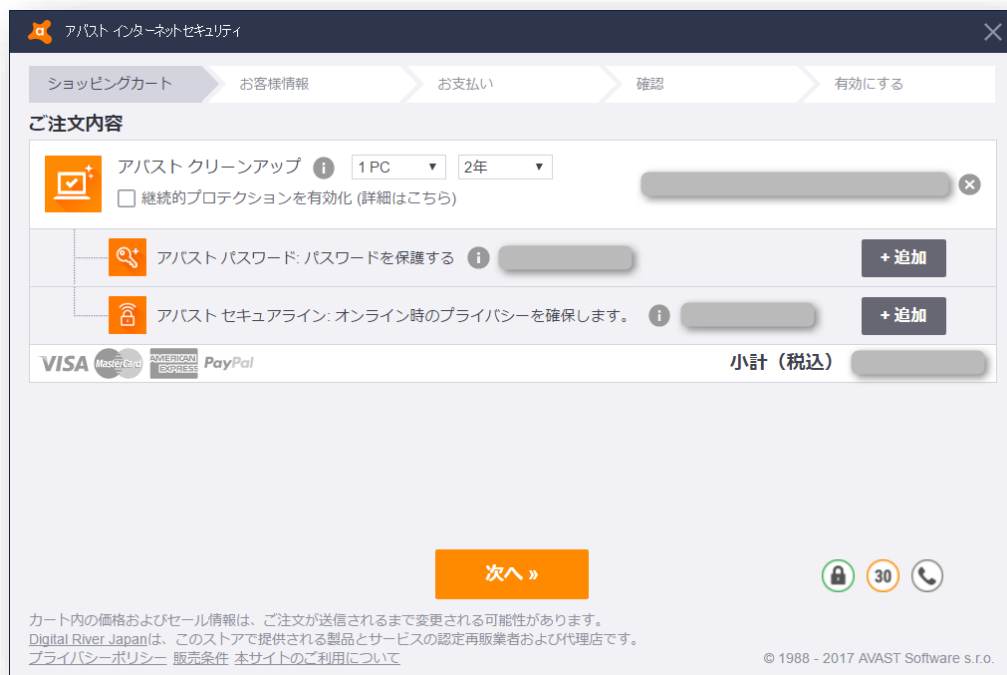 アバスト インターネットセキュリティ
ショッピングカート お客様情報 お支払い 確認 有効にする
ご注文内容
アバスト クリーンアップ 1 PC 2年
継続的プロテクションを有効化 (詳細はこちら)
アバスト パスワード: パスワードを保護する + 追加
アバスト セキュアライン: オンライン時のプライバシーを確保します。 + 追加
VISA MasterCard AMERICAN EXPRESS PayPal 小計（税込）
次へ »
30
カート内の価格およびセール情報は、ご注文が送信されるまで変更される可能性があります。
Digital River Japanは、このストアで提供される製品とサービスの認定再販業者および代理店です。
プライバシーポリシー 販売条件 本サイトのご利用について © 1988 - 2017 AVAST Software s.r.o.